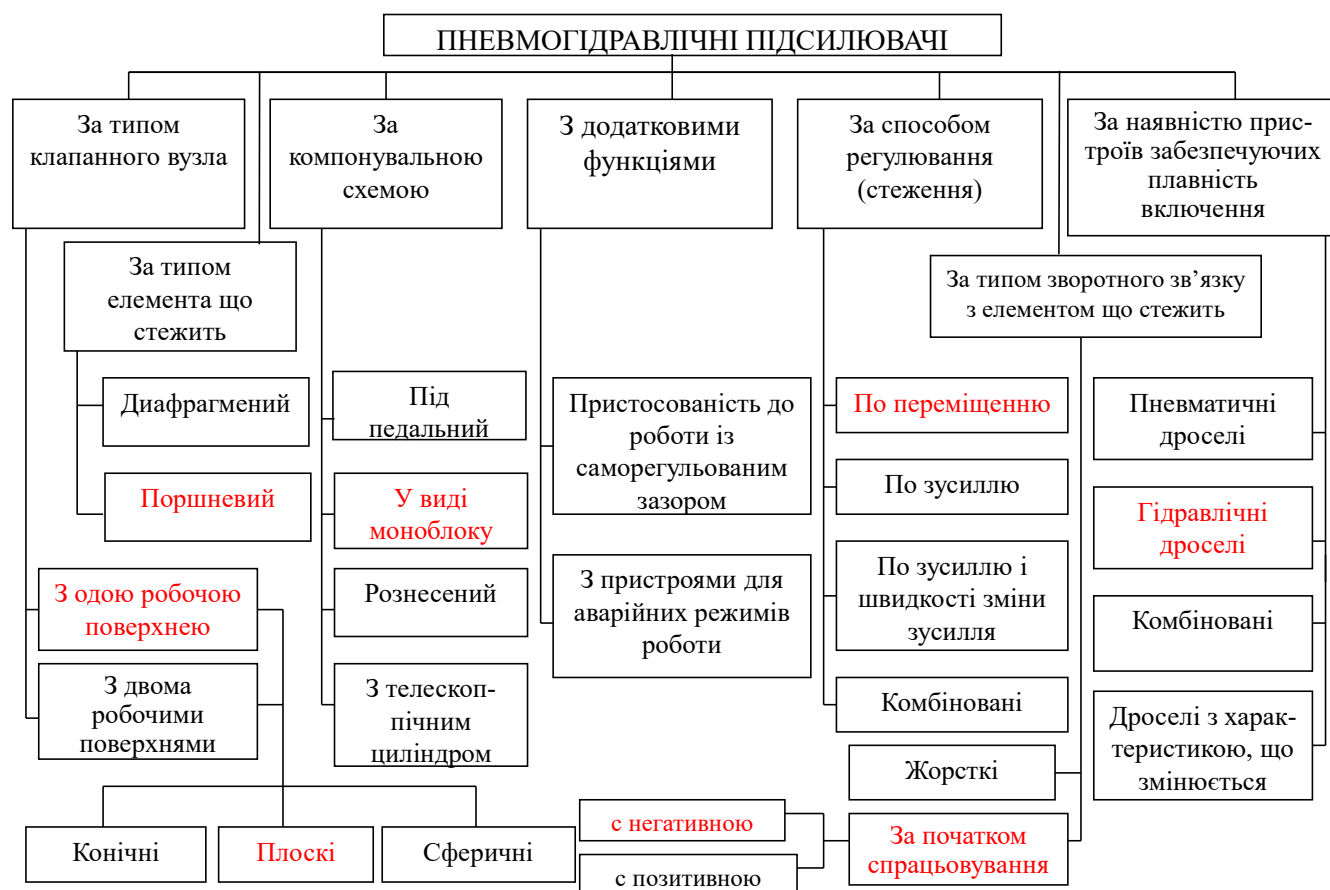 ПНЕВМОГІДРАВЛІЧНІ ПІДСИЛЮВАЧІ
За типом
клапанного вузла
За
компонувальною
схемою
З додатковими
функціями
За способом
регулювання
(стеження)
За наявністю прис-
троїв забезпечуючих
плавність
включення
За типом
елемента що
стежить
За типом зворотного зв’язку
з елементом що стежить
Диафрагмений
Поршневий
З одою робочою
поверхнею
З двома
робочими
поверхнями
Конічні
Плоскі
Сферичні
Під
педальний
У виді
моноблоку
Рознесений
З телескоп-
пічним
циліндром
Пристосованість до
роботи із
саморегульованим
зазором
З пристроями для
аварійних режимів
роботи
По переміщенню
По зусиллю
По зусиллю і
швидкості зміни
зусилля
Комбіновані
Жорсткі
За початком
спрацьовування
с негативною
с позитивною
Пневматичні
дроселі
Гідравлічні
дроселі
Комбіновані
Дроселі з харак-
теристикою, що
змінюється